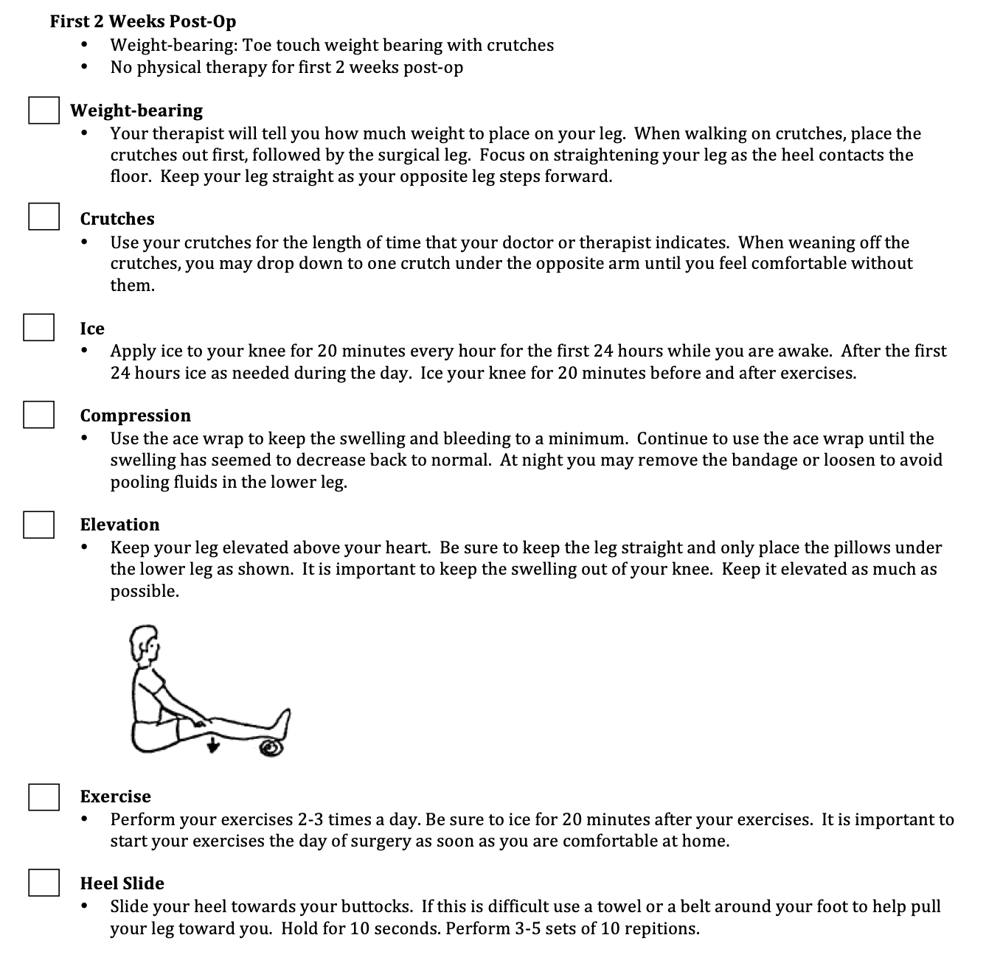 First 2 Weeks Post-Op
• Weight-bearing: Toe touch weight bearing with crutches
• No physical therapy for first 2 weeks post-op
Weight-bearing
• Your therapist will tell you how much weight to place on your leg.  When walking on crutches, place the
crutches out first, followed by the surgical leg.  Focus on straightening your leg as the heel contacts the
floor.  Keep your leg straight as your opposite leg steps forward.
Crutches
• Use your crutches for the length of time that your doctor or therapist indicates.  When weaning off the
crutches, you may drop down to one crutch under the opposite arm until you feel comfortable without
them.
Ice
• Apply ice to your knee for 20 minutes every hour for the first 24 hours while you are awake.  After the first
24 hours ice as needed during the day.  Ice your knee for 20 minutes before and after exercises.
Compression
• Use the ace wrap to keep the swelling and bleeding to a minimum.  Continue to use the ace wrap until the
swelling has seemed to decrease back to normal.  At night you may remove the bandage or loosen to avoid
pooling fluids in the lower leg.
Elevation
• Keep your leg elevated above your heart.  Be sure to keep the leg straight and only place the pillows under
the lower leg as shown.  It is important to keep the swelling out of your knee.  Keep it elevated as much as
possible.
Exercise
• Perform your exercises 2-3 times a day. Be sure to ice for 20 minutes after your exercises.  It is important to
start your exercises the day of surgery as soon as you are comfortable at home.
Heel Slide
• Slide your heel towards your buttocks.  If this is difficult use a towel or a belt around your foot to help pull
your leg toward you.  Hold for 10 seconds. Perform 3-5 sets of 10 repitions.